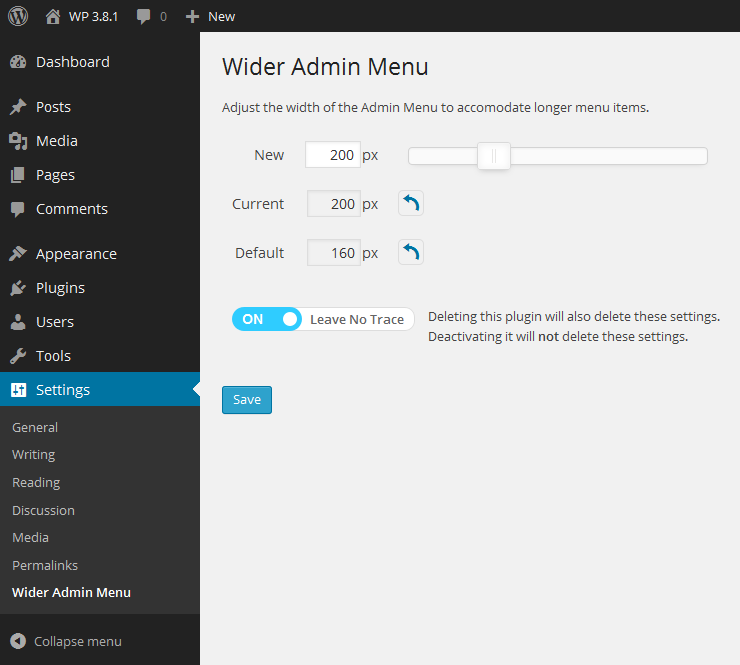 WP 3.8.1 0 New
Dashboard
Posts
Media
Pages
Comments
Appearance
Plugins
Users
Tools
Settings
General
Writing
Reading
Discussion
Media
Permalinks
Wider Admin Menu
Collapse menu
Wider Admin Menu
Adjust the width of the Admin Menu to accomodate longer menu items.
New 200 px
Current 200 px
Default 160 px
ON Leave No Trace
Deleting this plugin will also delete these settings.
Deactivating it will not delete these settings.
Save